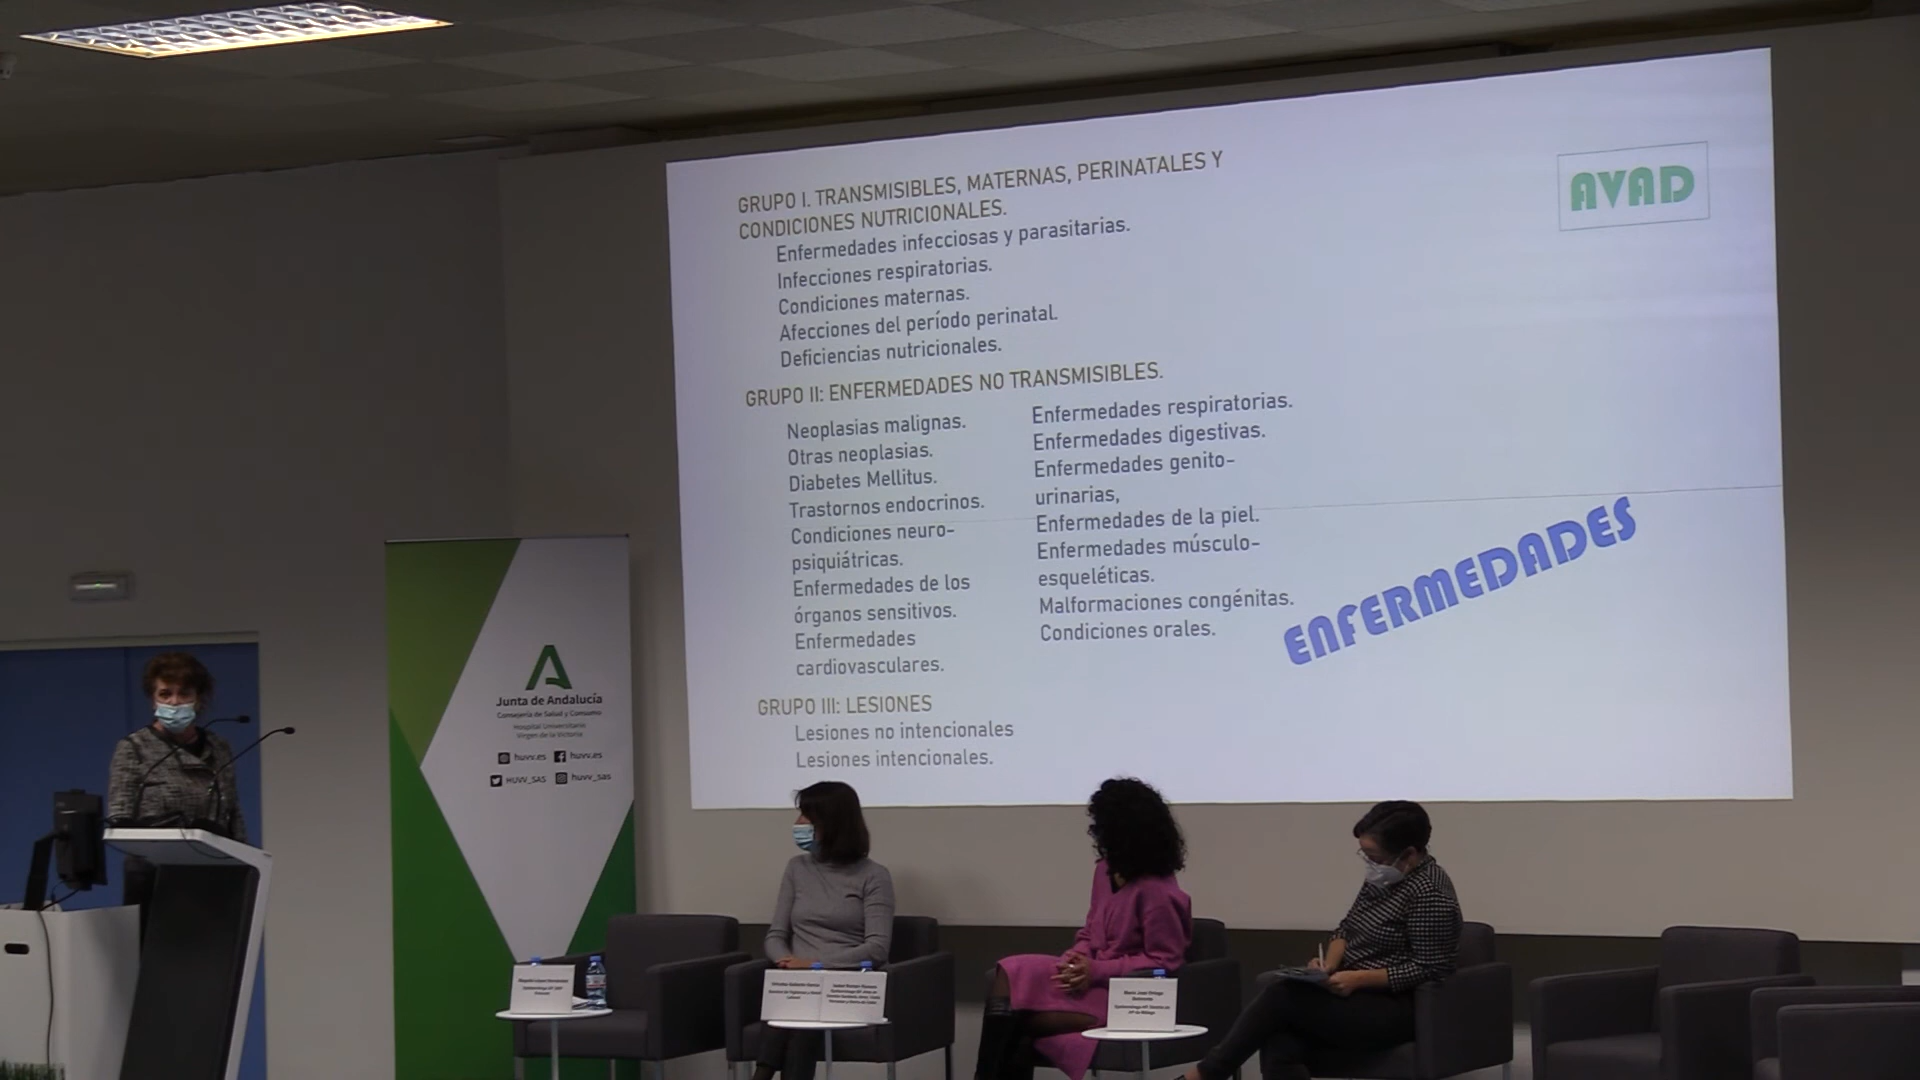 GRUPO I. TRANSMISIBLES, MATERNAS, PERINATALES Y
CONDICIONES NUTRICIONALES.
Enfermedades infecciosas y parasitarias.
Infecciones respiratorias.
Condiciones maternas.
Afecciones del período perinatal.
Deficiencias nutricionales.
AVAD
GRUPO II: ENFERMEDADES NO TRANSMISIBLES.
Neoplasias malignas.
Otras neoplasias.
Diabetes Mellitus.
Trastornos endocrinos.
Condiciones neuro-
psiquiátricas.
Enfermedades de los
órganos sensitivos.
Enfermedades
cardiovasculares.
Enfermedades respiratorias.
Enfermedades digestivas.
Enfermedades genito-
urinarias,
Enfermedades de la piel.
Enfermedades músculo-
esqueléticas.
Malformaciones congénitas.
Condiciones orales.
ENFERMEDADES
GRUPO III: LESIONES
Lesiones no intencionales
Lesiones intencionales.
Junta de Andalucía
Consejería de Salud y Consumo
Hospital Universitario
Virgen de la Victoria
huvv.es
huvv.es
HUVV_SAS
huvv_sas